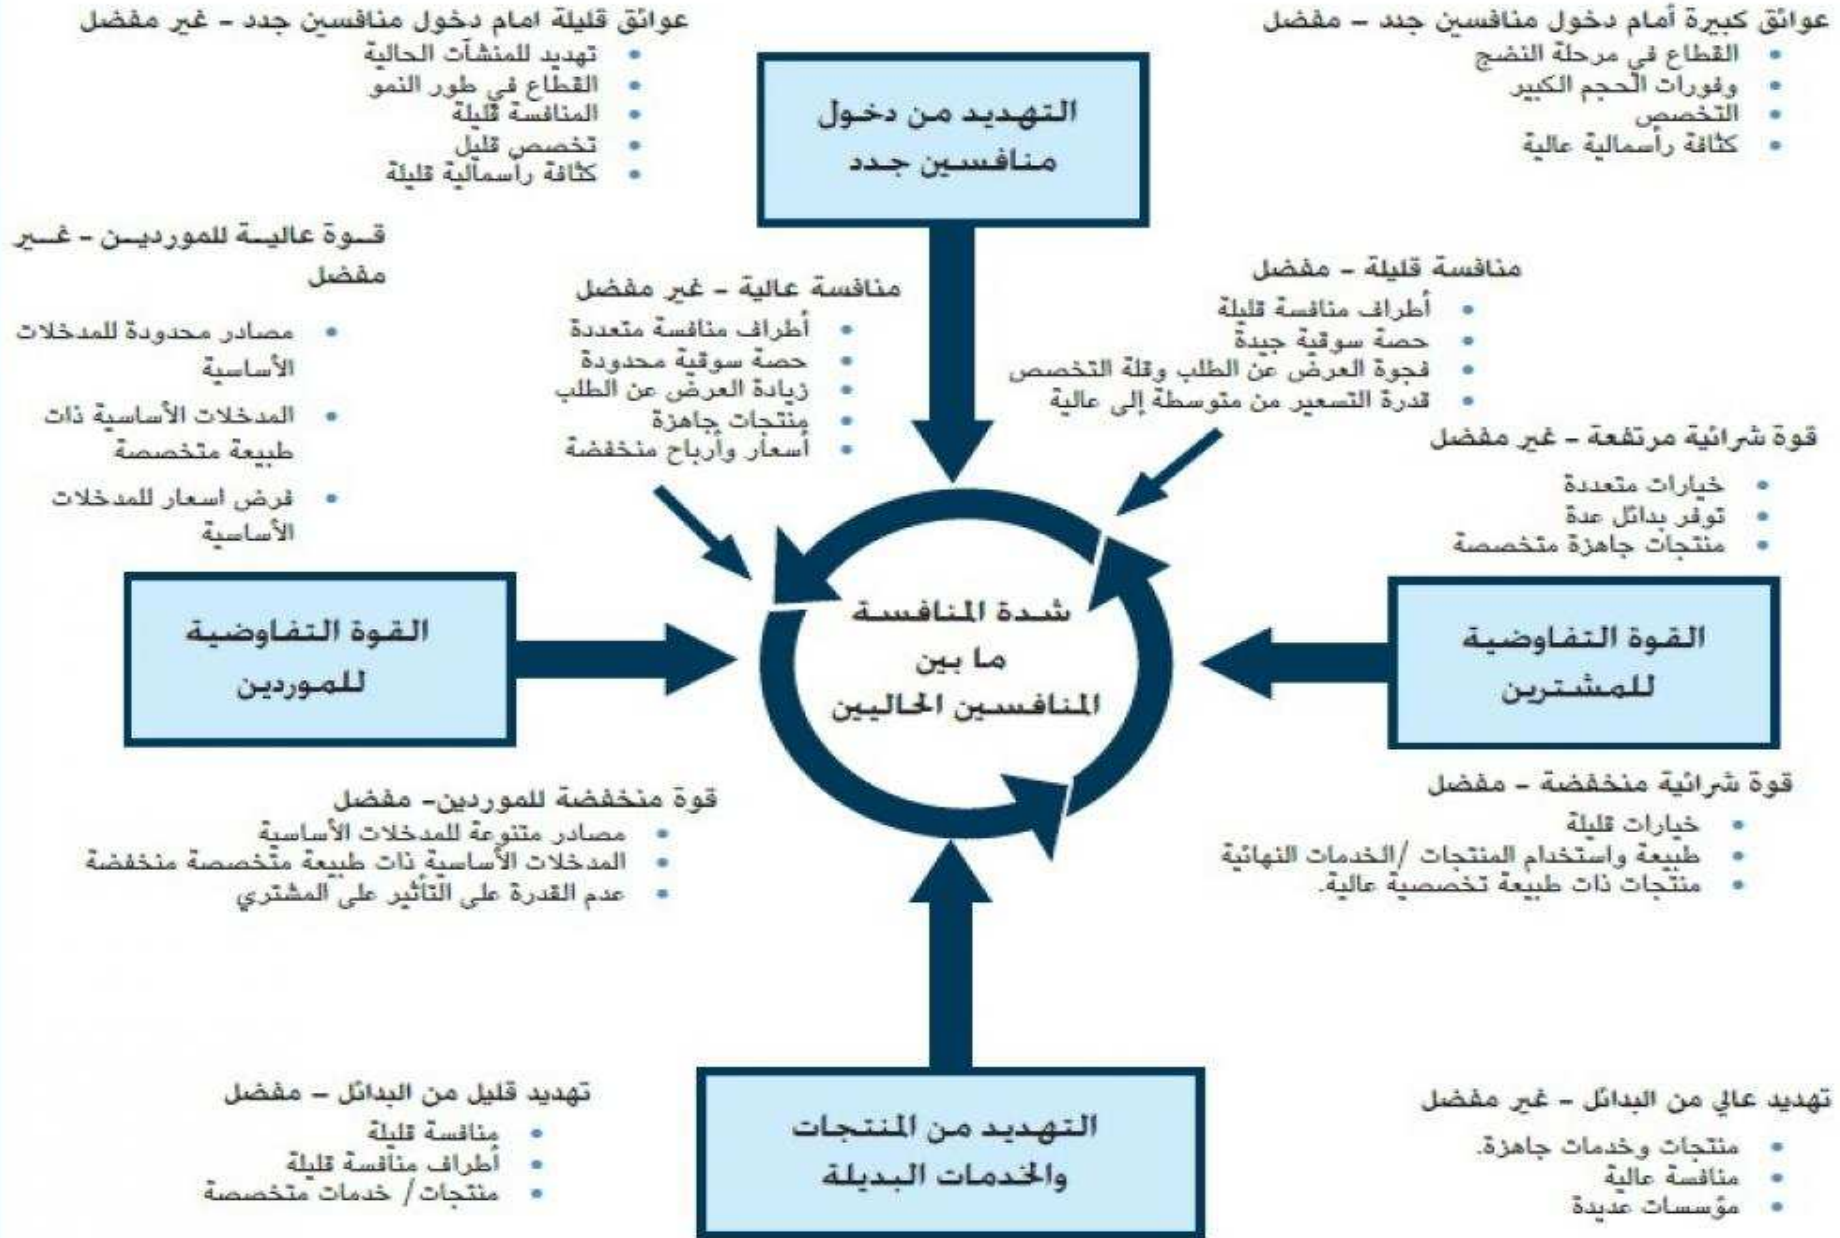 عوائق كبيرة أمام دخول منافسين جدد – مفضل
القطاع في مرحلة النضج
وفورات الحجم الكبير
التخصص
كثافة رأسمالية عالية
التهديد من دخول
منافسين جدد
عوائق قليلة امام دخول منافسين جدد – غير مفضل
تهديد للمنشآت الحالية
القطاع في طور النمو
المنافسة قليلة
تخصص قليل
كثافة رأسمالية قليلة
منافسة قليلة – مفضل
أطراف منافسة قليلة
حصة سوقية جيدة
فجوة العرض عن الطلب وقلة التخصص
قدرة التسعير من متوسطة إلى عالية
منافسة عالية – غير مفضل
أطراف منافسة متعددة
حصة سوقية محدودة
زيادة العرض عن الطلب
منتجات جاهزة
أسعار وأرباح منخفضة
قوة عالية للموردين – غير
مفضل
مصادر محدودة للمدخلات
الأساسية
المدخلات الأساسية ذات
طبيعة متخصصة
فرض اسعار للمدخلات
الأساسية
قوة شرائية مرتفعة – غير مفضل
خيارات متعددة
توفر بدائل عدة
منتجات جاهزة متخصصة
القوة التفاوضية
للمشترين
شدة المنافسة
ما بين
المنافسين الحاليين
القوة التفاوضية
للموردين
قوة شرائية منخفضة – مفضل
خيارات قليلة
طبيعة واستخدام المنتجات /الخدمات النهائية
منتجات ذات طبيعة تخصصية عالية.
قوة منخفضة للموردين– مفضل
مصادر متنوعة للمدخلات الأساسية
المدخلات الأساسية ذات طبيعة متخصصة منخفضة
عدم القدرة على التأثير على المشتري
تهديد عالي من البدائل – غير مفضل
منتجات وخدمات جاهزة.
منافسة عالية
مؤسسات عديدة
التهديد من المنتجات
والخدمات البديلة
تهديد قليل من البدائل – مفضل
منافسة قليلة
أطراف منافسة قليلة
منتجات/ خدمات متخصصة